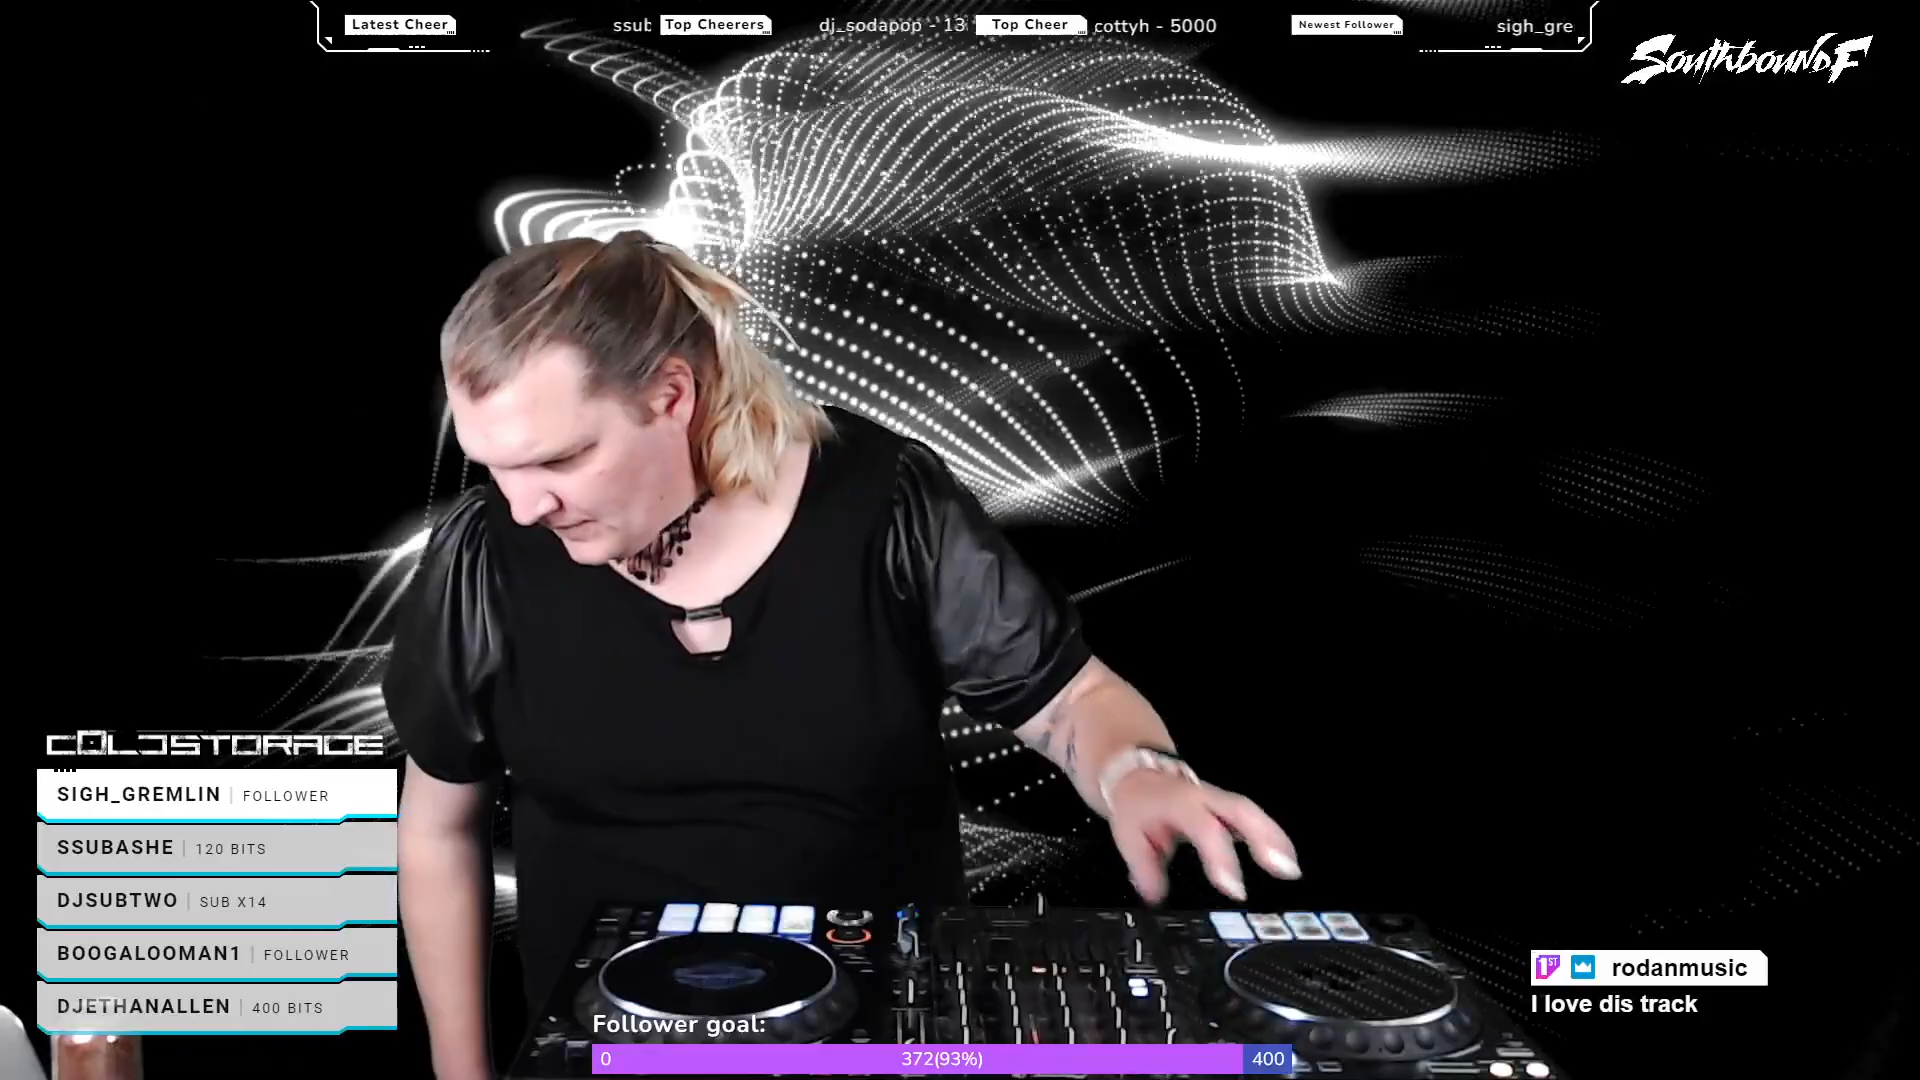 Latest Cheer
ssub
Top Cheerers
dj_sodapop - 13
Top Cheer
cottyh - 5000
Newest Follower
sigh_gre
SouthboundF
COLDSTORAGE
SIGH_GREMLIN | FOLLOWER
SSUBASHE | 120 BITS
DJSUBTWO | SUB X14
BOOGALOOMAN1 | FOLLOWER
DJETHANALLEN | 400 BITS
1ST rodanmusic
I love dis track
Follower goal:
0 372(93%) 400